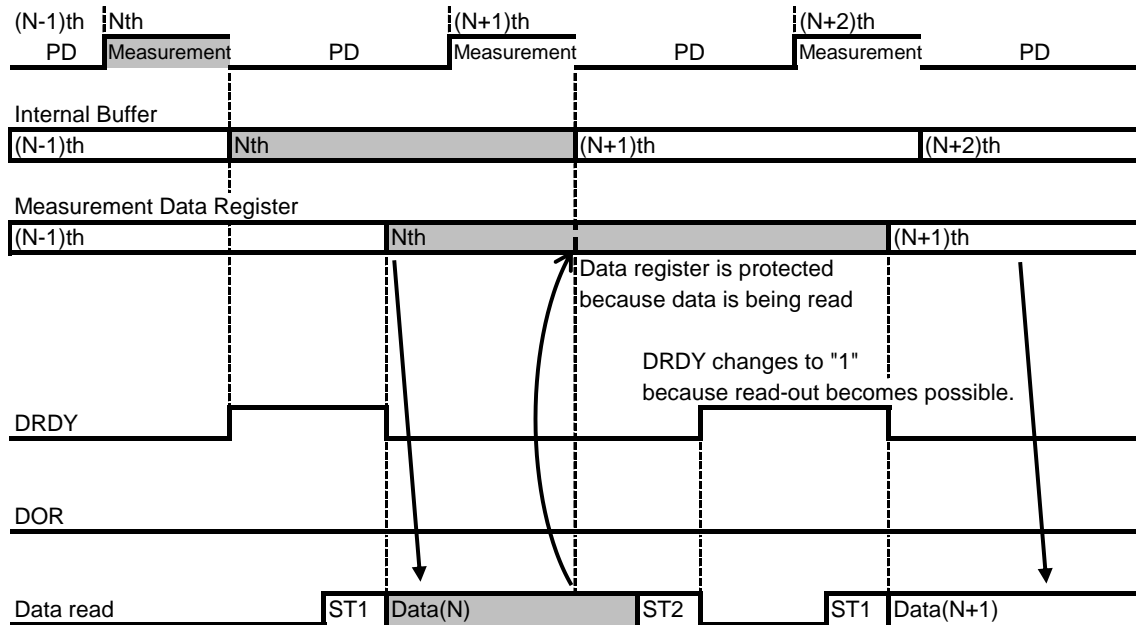 (N-1)th Nth (N+1)th (N+2)th
PD Measurement PD Measurement PD Measurement PD
Internal Buffer
(N-1)th Nth (N+1)th (N+2)th
Measurement Data Register
(N-1)th Nth (N+1)th
Data register is protected
because data is being read
DRDY changes to "1"
because read-out becomes possible.
DRDY
DOR
Data read ST1 Data(N) ST2 ST1 Data(N+1)